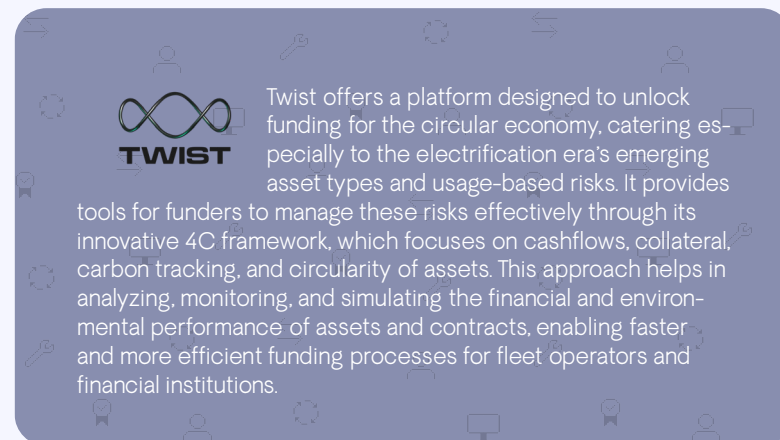 Twist offers a platform designed to unlock
funding for the circular economy, catering es-
TWIST
pecially to the electrification era's emerging
asset types and usage-based risks. It provides
tools for funders to manage these risks effectively through its
innovative 4C framework, which focuses on cashflows, collateral,
carbon tracking, and circularity of assets. This approach helps in
analyzing, monitoring, and simulating the financial and environ-
mental performance of assets and contracts, enabling faster
and more efficient funding processes for fleet operators and
financial institutions.